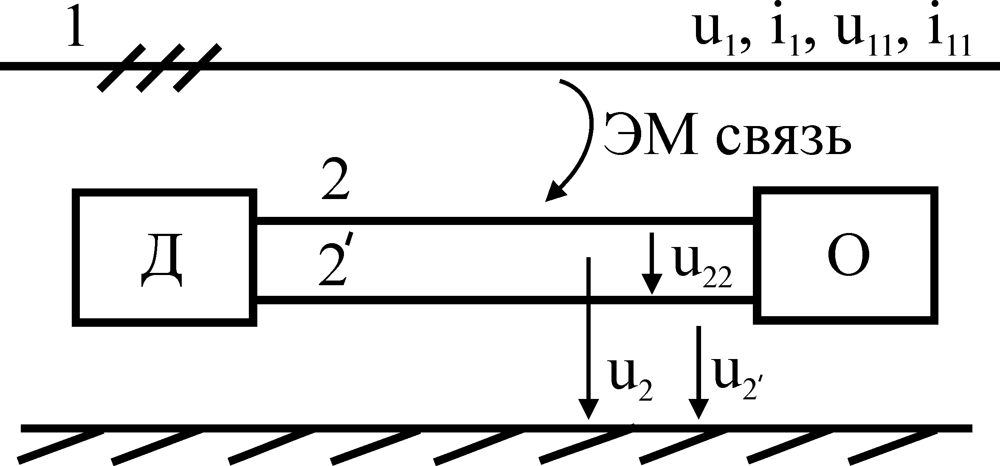 1
u₁, i₁, u₁₁, i₁₁
ЭМ связь
2
Д
2′
u₂₂
О
u₂
u₂′